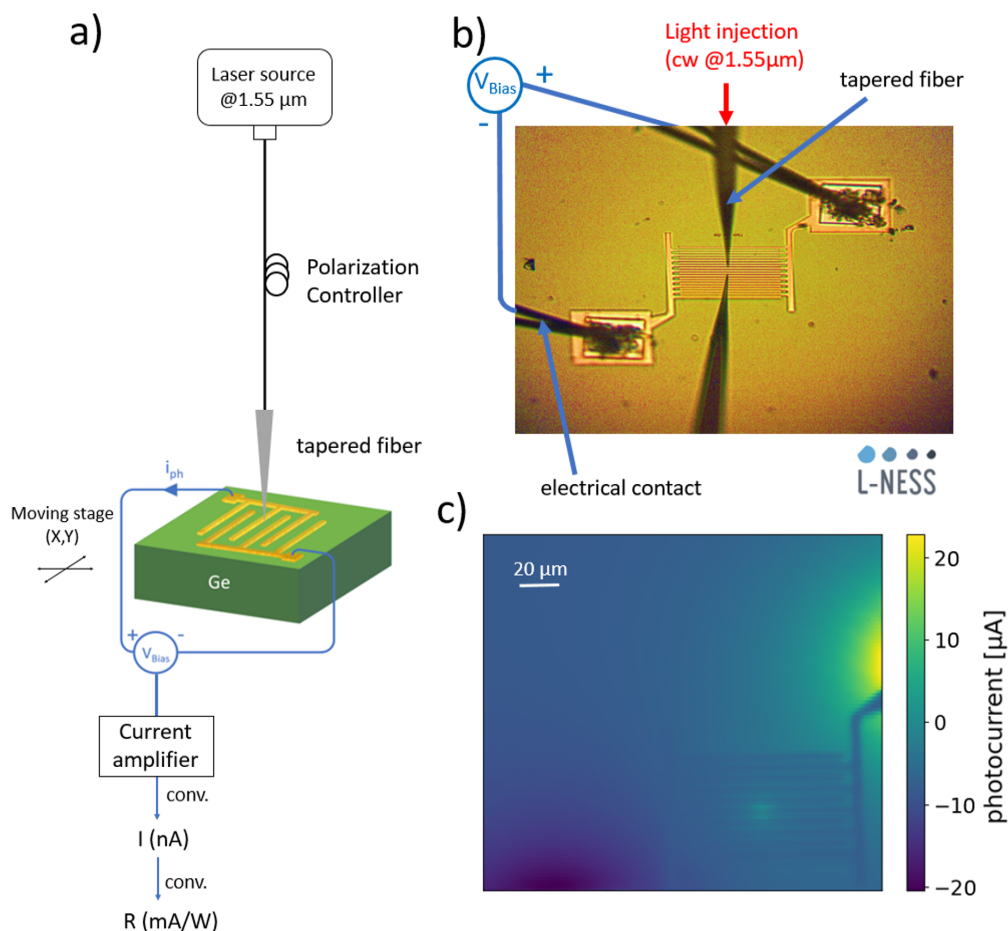 a)
Laser source
@1.55 µm
Polarization
Controller
tapered fiber
iph
Moving stage
(X,Y)
Ge
+
-
VBias
Current
amplifier
conv.
I (nA)
conv.
R (mA/W)
b)
Light injection
(cw @1.55µm)
tapered fiber
VBias
+
-
electrical contact
L-NESS
c)
20 µm
20
10
0
−10
−20
photocurrent [µA]